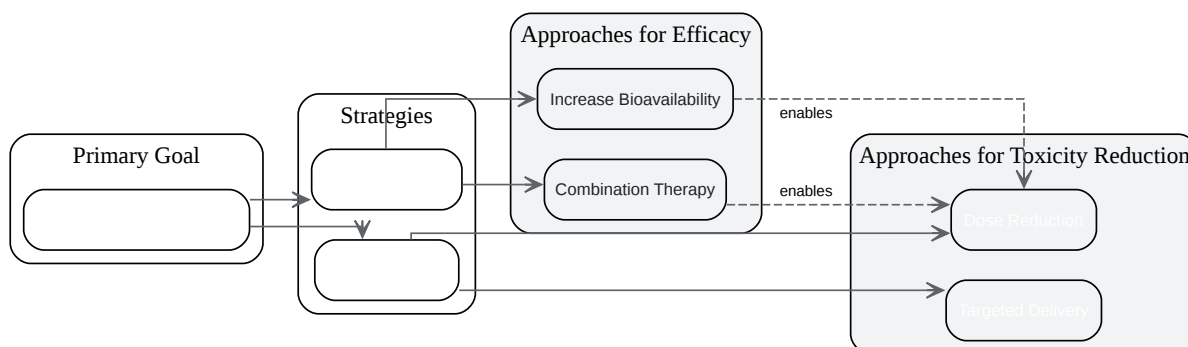 Primary Goal
Strategies
Approaches for Efficacy
Increase Bioavailability
Combination Therapy
enables
enables
Approaches for Toxicity Reduction
Dose Reduction
Targeted Delivery